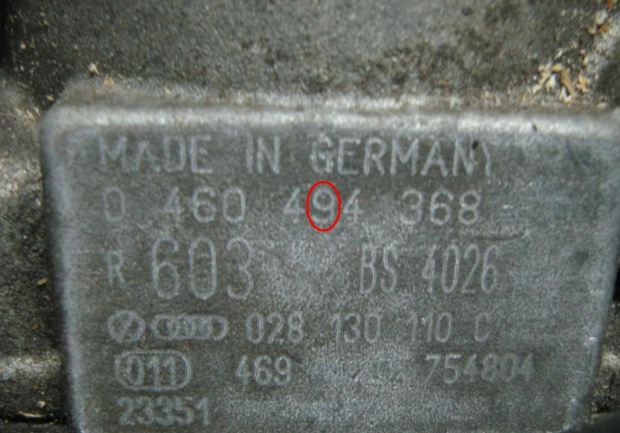 MADE IN GERMANY
0 460 494 368
R 603 BS 4026
028 130 110 C
011 469 754804
23351